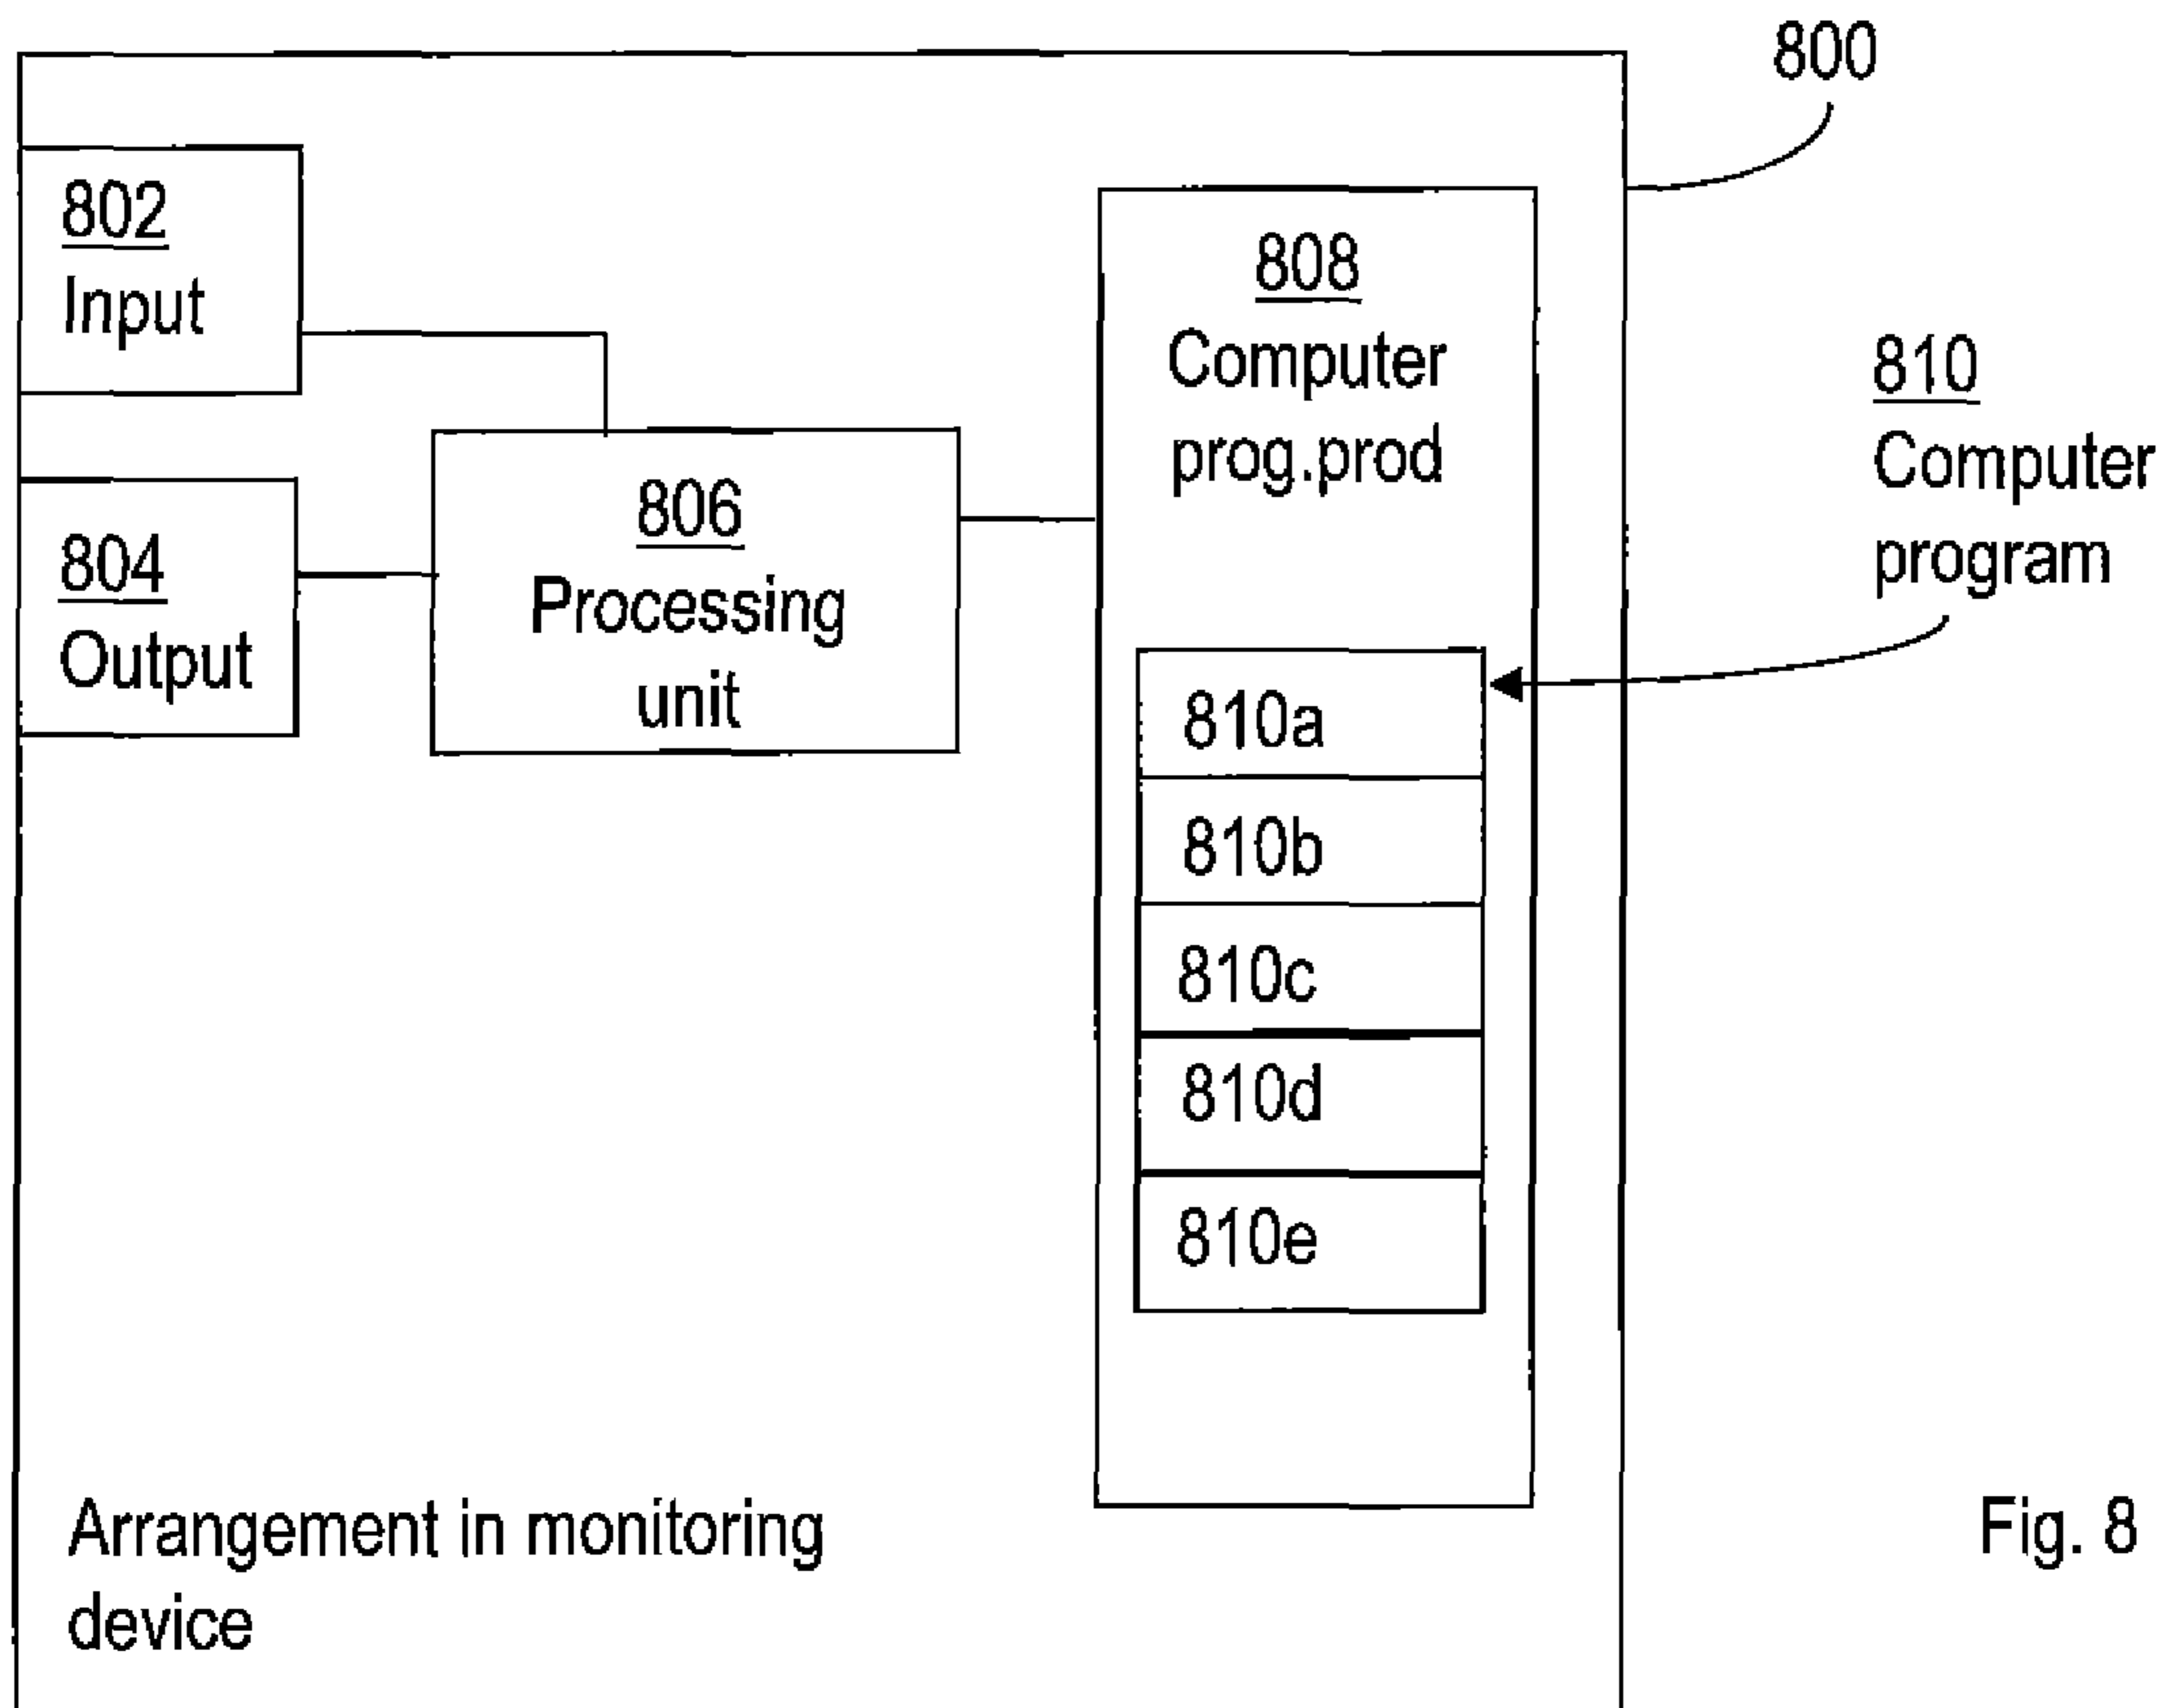 800
802
Input
804
Output
806
Processing
unit
808
Computer
prog.prod
810
Computer
program
810a
810b
810c
810d
810e
Arrangement in monitoring
device
Fig. 8